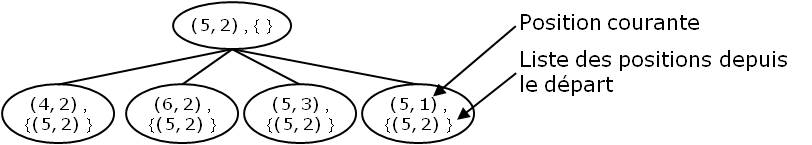 (5, 2) , { }
Position courante
Liste des positions depuis
le départ
(4, 2) ,
{(5, 2) }
(6, 2) ,
{(5, 2) }
(5, 3) ,
{(5, 2) }
(5, 1) ,
{(5, 2) }